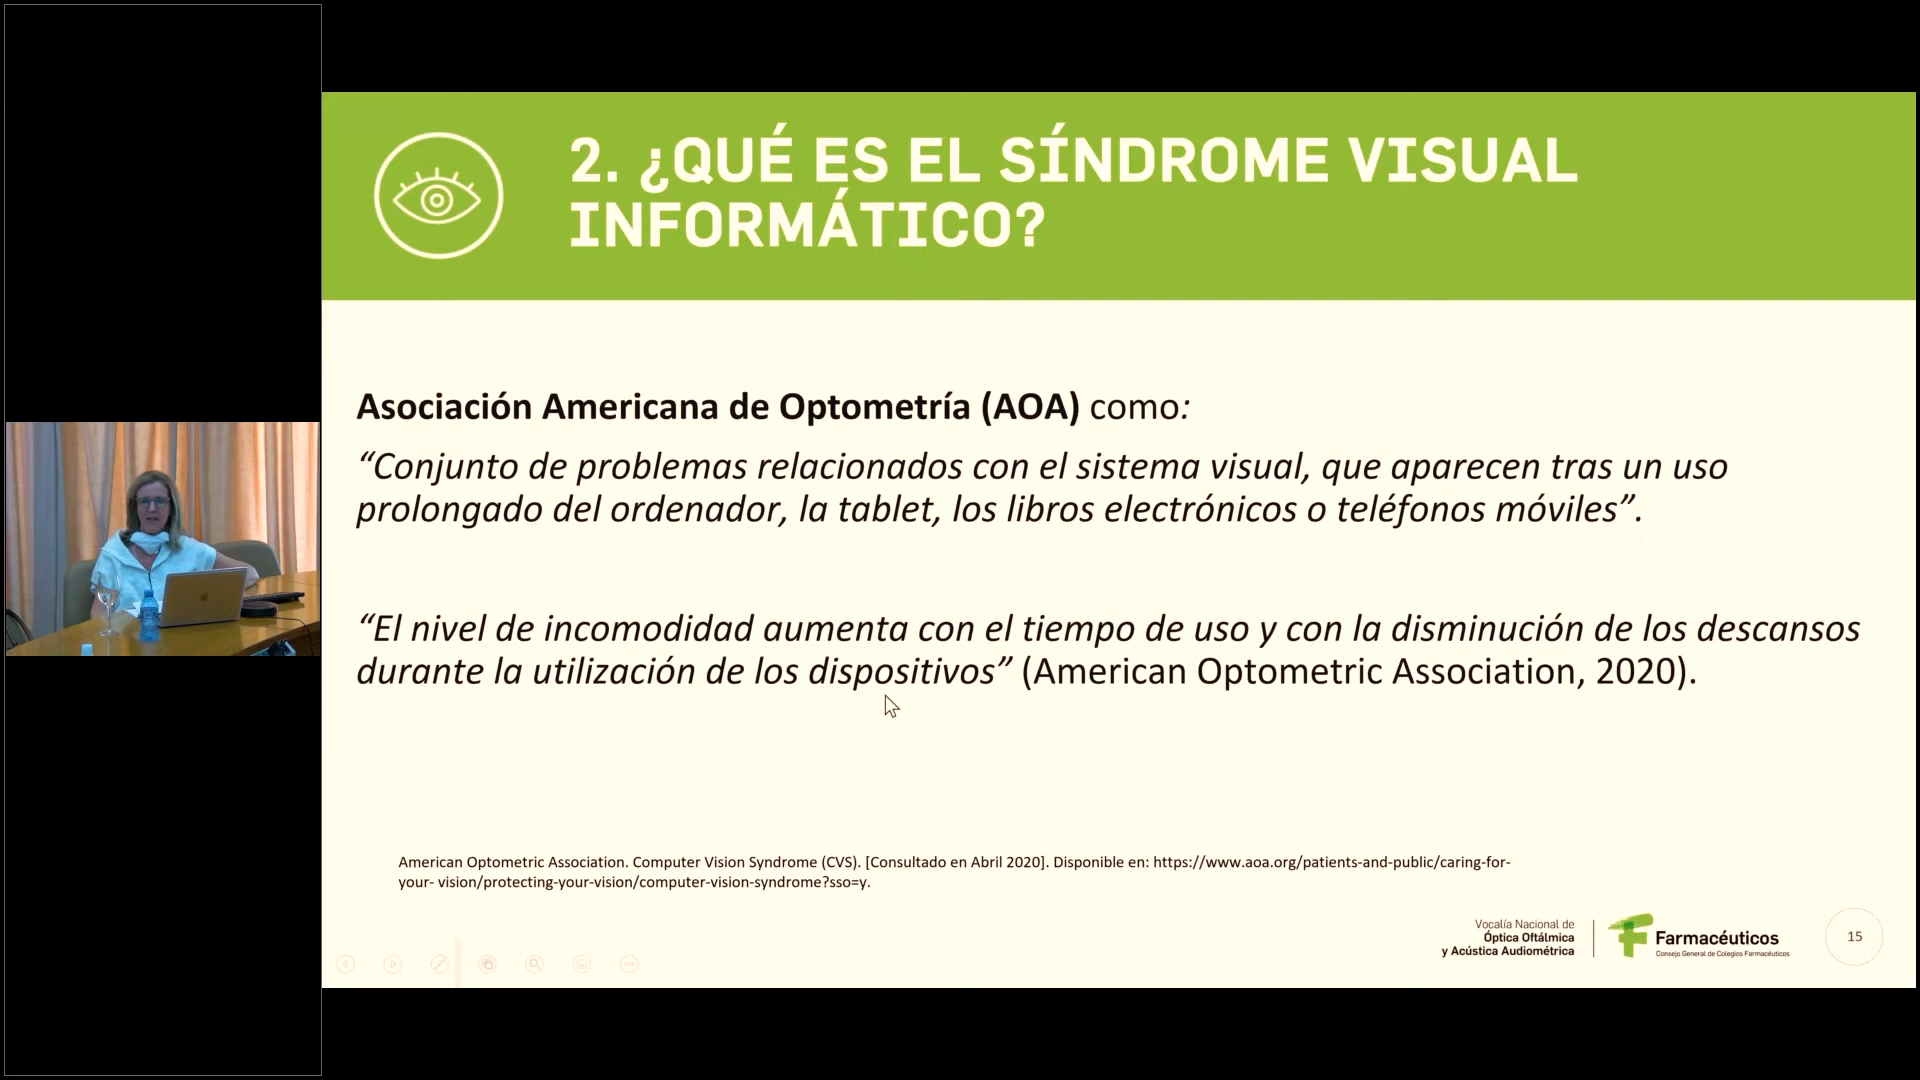 2. ¿QUÉ ES EL SÍNDROME VISUAL
INFORMÁTICO?
Asociación Americana de Optometría (AOA) como:
“Conjunto de problemas relacionados con el sistema visual, que aparecen tras un uso
prolongado del ordenador, la tablet, los libros electrónicos o teléfonos móviles”.
“El nivel de incomodidad aumenta con el tiempo de uso y con la disminución de los descansos
durante la utilización de los dispositivos” (American Optometric Association, 2020).
American Optometric Association. Computer Vision Syndrome (CVS). [Consultado en Abril 2020]. Disponible en: https://www.aoa.org/patients-and-public/caring-for-
your- vision/protecting-your-vision/computer-vision-syndrome?sso=y.
Vocalía Nacional de
Óptica Oftálmica
y Acústica Audiométrica
Farmacéuticos
Consejo General de Colegios Farmacéuticos
15